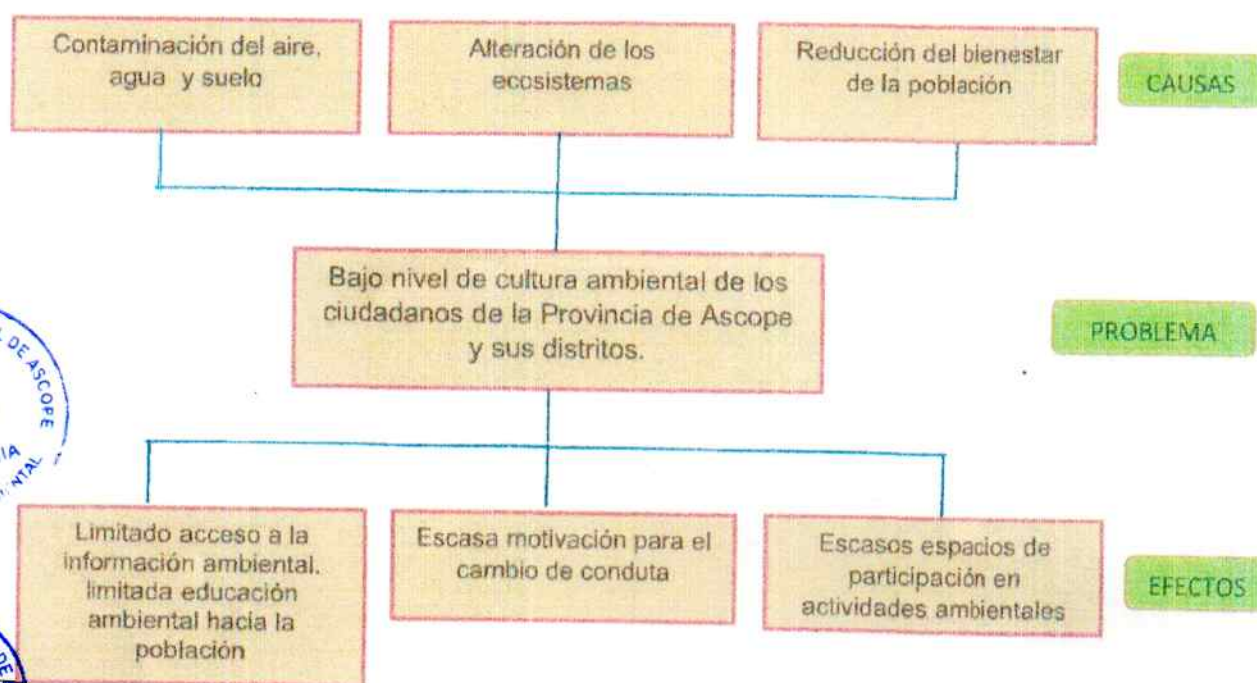 Contaminación del aire,
agua y suelo
Alteración de los
ecosistemas
Reducción del bienestar
de la población
CAUSAS
Bajo nivel de cultura ambiental de los
ciudadanos de la Provincia de Ascope
y sus distritos.
PROBLEMA
DE ASCOPE
Limitado acceso a la
información ambiental.
limitada educación
ambiental hacia la
población
Escasa motivación para el
cambio de conduta
Escasos espacios de
participación en
actividades ambientales
EFECTOS
DE